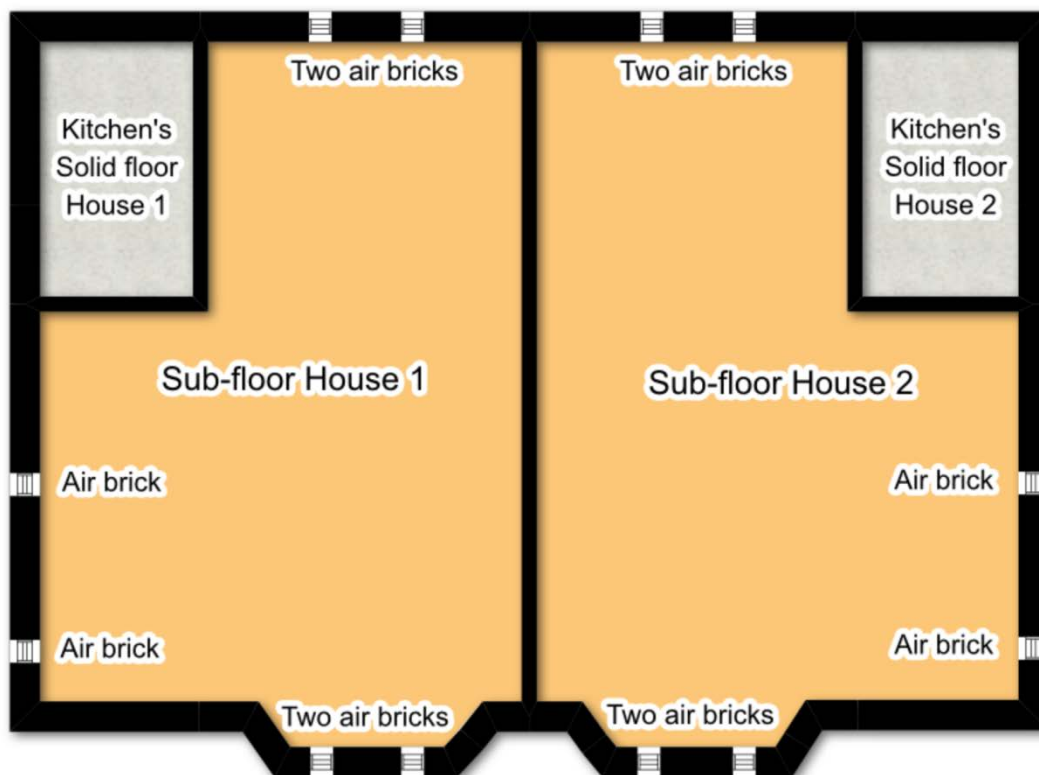 Two air bricks
Two air bricks
Kitchen's
Solid floor
House 1
Kitchen's
Solid floor
House 2
Sub-floor House 1
Sub-floor House 2
Air brick
Air brick
Air brick
Air brick
Two air bricks
Two air bricks